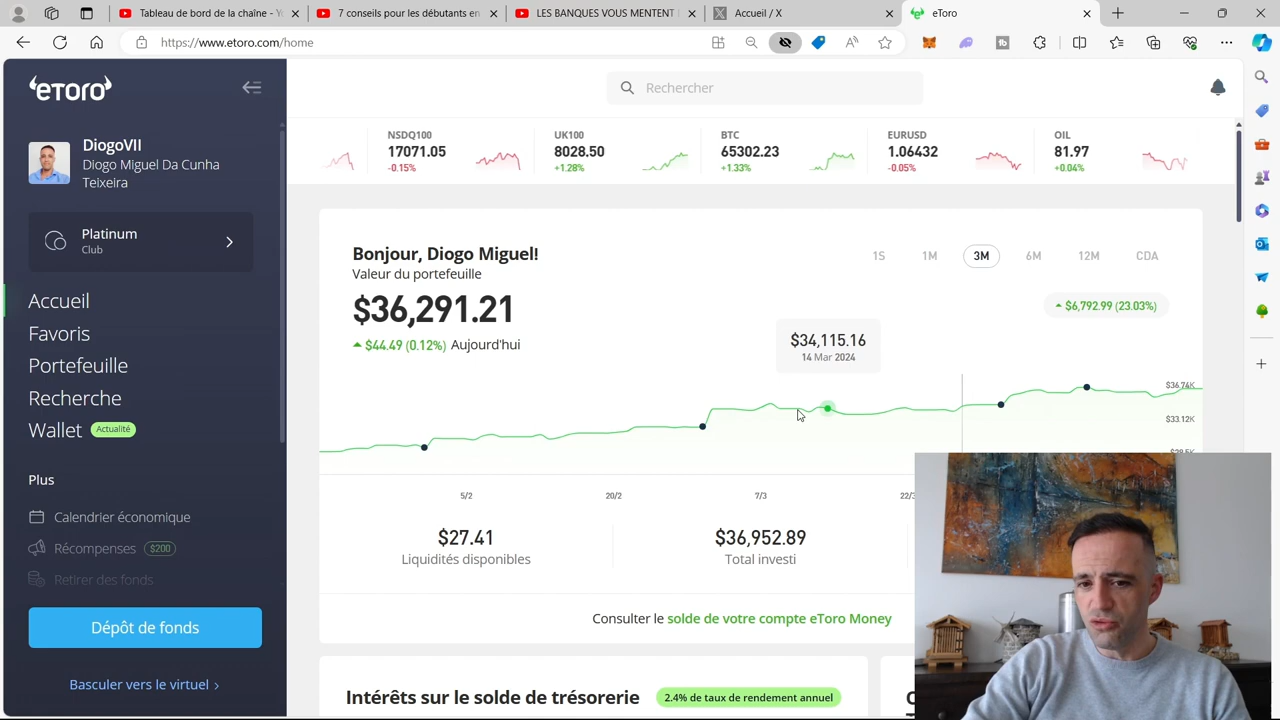 Tableau de bord de la chaîne - Yo
7 conseils pour les débutants en
LES BANQUES VOUS MENTENT
Accueil / X
eToro
https://www.etoro.com/home
eToro
Rechercher
DiogoVII
Diogo Miguel Da Cunha
Teixeira
NSDQ100
17071.05
-0.15%
UK100
8028.50
+1.28%
BTC
65302.23
+1.33%
EURUSD
1.06432
-0.05%
OIL
81.97
+0.04%
Platinum
Club
Accueil
Favoris
Portefeuille
Recherche
Wallet Actualité
Plus
Calendrier économique
Récompenses $200
Retirer des fonds
Dépôt de fonds
Basculer vers le virtuel ›
Bonjour, Diogo Miguel!
Valeur du portefeuille
$36,291.21
$44.49 (0.12%) Aujourd'hui
1S 1M 3M 6M 12M CDA
$6,792.99 (23.03%)
$34,115.16
14 Mar 2024
$36.74K
$33.12K
5/2 20/2 7/3 22/3
$27.41
Liquidités disponibles
$36,952.89
Total investi
Consulter le solde de votre compte eToro Money
Intérêts sur le solde de trésorerie 2.4% de taux de rendement annuel